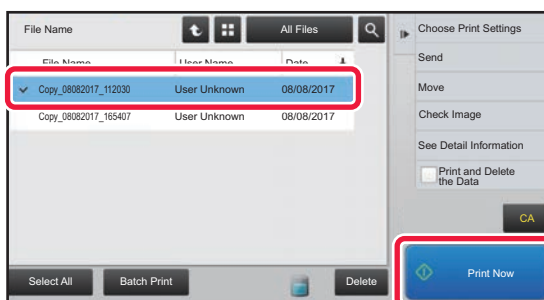 File Name
All Files
File Name User Name Date
Copy_08082017_112030 User Unknown 08/08/2017
Copy_08082017_165407 User Unknown 08/08/2017
Select All
Batch Print
Delete
Choose Print Settings
Send
Move
Check Image
See Detail Information
Print and Delete
the Data
CA
Print Now